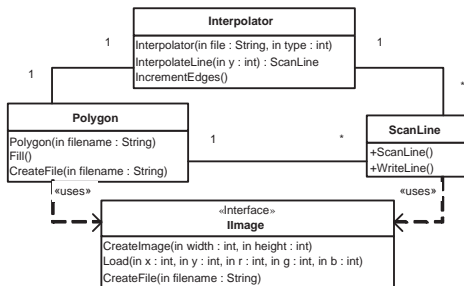 Interpolator
Interpolator(in file : String, in type : int)
InterpolateLine(in y : int) : ScanLine
IncrementEdges()
1
1
1
*
Polygon
Polygon(in filename : String)
Fill()
CreateFile(in filename : String)
1
*
ScanLine
+ScanLine()
+WriteLine()
«uses»
«uses»
«Interface»
IImage
CreateImage(in width : int, in height : int)
Load(in x : int, in y : int, in r : int, in g : int, in b : int)
CreateFile(in filename : String)